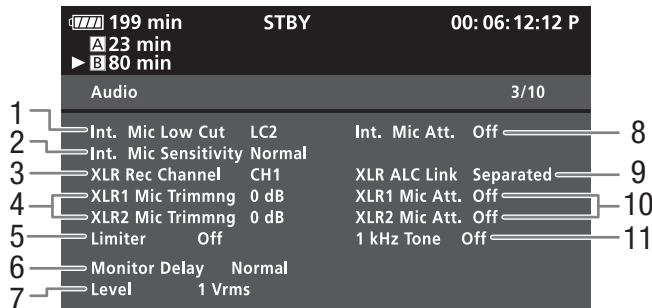 199 min STBY 00: 06: 12: 12 P
A 23 min
B 80 min
Audio 3/10
1 Int. Mic Low Cut LC2 Int. Mic Att. Off 8
2 Int. Mic Sensitivity Normal
3 XLR Rec Channel CH1 XLR ALC Link Separated 9
4 XLR1 Mic Trimmng 0 dB XLR1 Mic Att. Off 10
XLR2 Mic Trimmng 0 dB XLR2 Mic Att. Off
5 Limiter Off 1 kHz Tone Off 11
6 Monitor Delay Normal
7 Level 1 Vrms